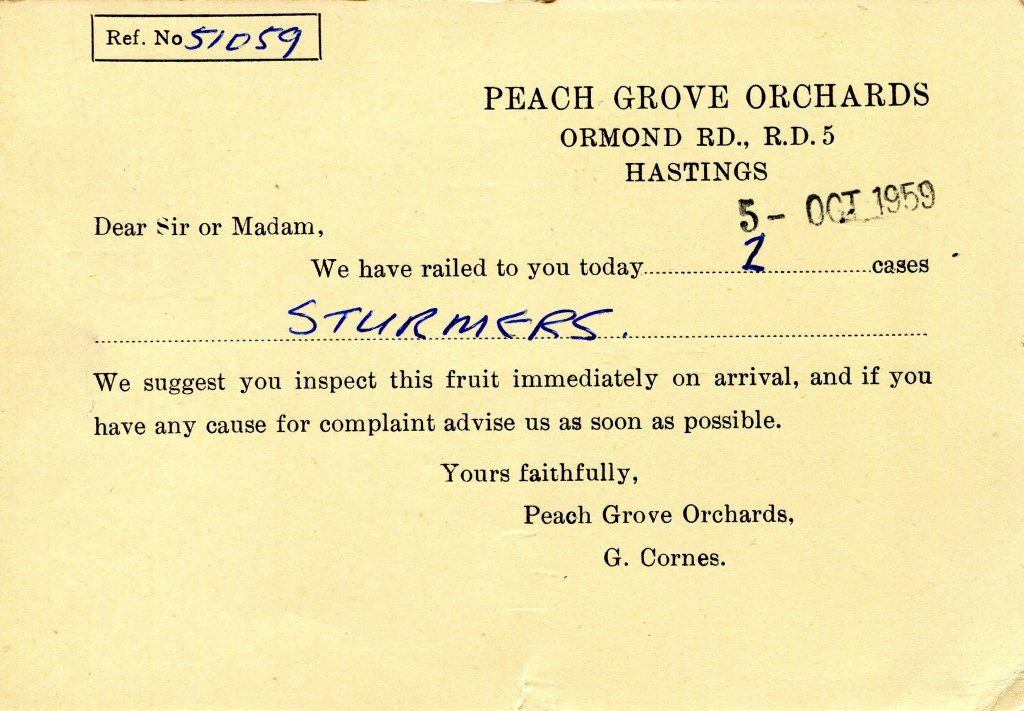 Ref. No 51059
PEACH GROVE ORCHARDS
ORMOND RD., R.D. 5
HASTINGS
5 - OCT 1959
Dear Sir or Madam,
We have railed to you today cases
STURMERS.
We suggest you inspect this fruit immediately on arrival, and if you
have any cause for complaint advise us as soon as possible.
Yours faithfully,
Peach Grove Orchards,
G. Cornes.